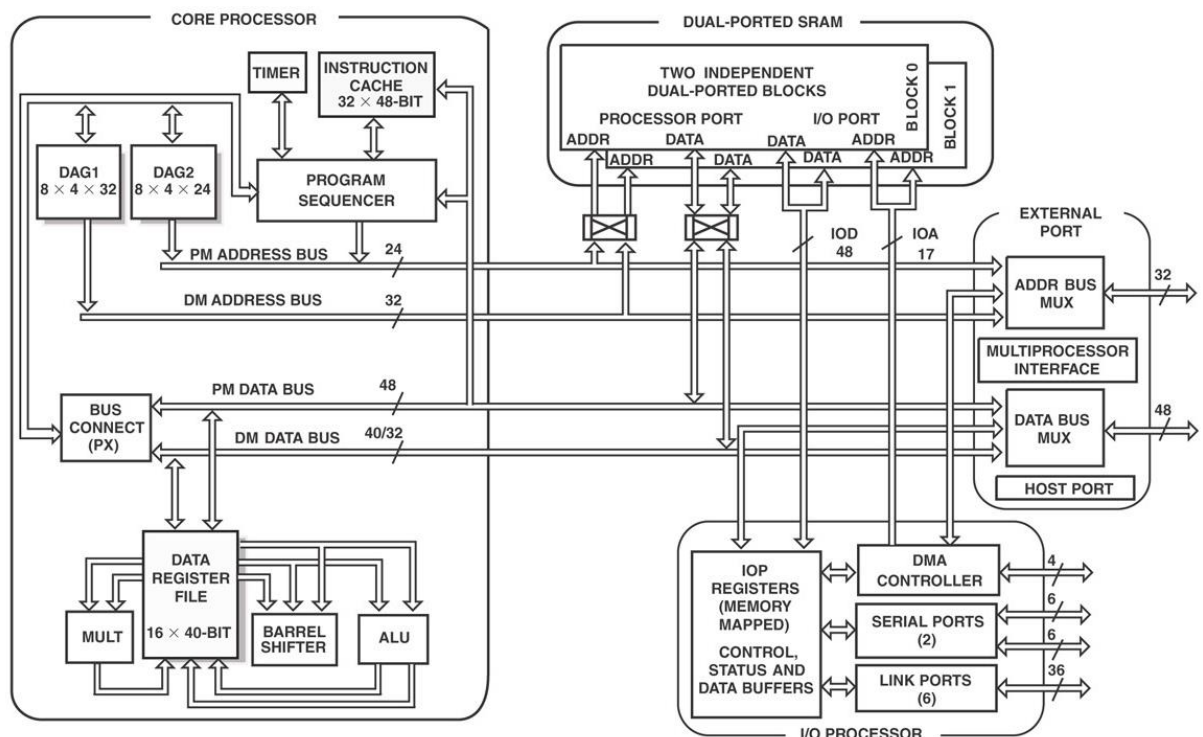 CORE PROCESSOR
TIMER
INSTRUCTION
CACHE
32 × 48-BIT
DAG1
8 × 4 × 32
DAG2
8 × 4 × 24
PROGRAM
SEQUENCER
PM ADDRESS BUS
24
DM ADDRESS BUS
32
PM DATA BUS
48
BUS
CONNECT
(PX)
DM DATA BUS
40/32
DATA
REGISTER
FILE
16 × 40-BIT
MULT
BARREL
SHIFTER
ALU
DUAL-PORTED SRAM
TWO INDEPENDENT
DUAL-PORTED BLOCKS
PROCESSOR PORT
I/O PORT
ADDR
DATA
DATA
ADDR
BLOCK 0
ADDR
DATA
DATA
ADDR
BLOCK 1
IOD
48
IOA
17
EXTERNAL
PORT
ADDR BUS
MUX
32
MULTIPROCESSOR
INTERFACE
DATA BUS
MUX
48
HOST PORT
IOP
REGISTERS
(MEMORY
MAPPED)
CONTROL,
STATUS AND
DATA BUFFERS
DMA
CONTROLLER
4
SERIAL PORTS
(2)
6
6
LINK PORTS
(6)
36
I/O PROCESSOR